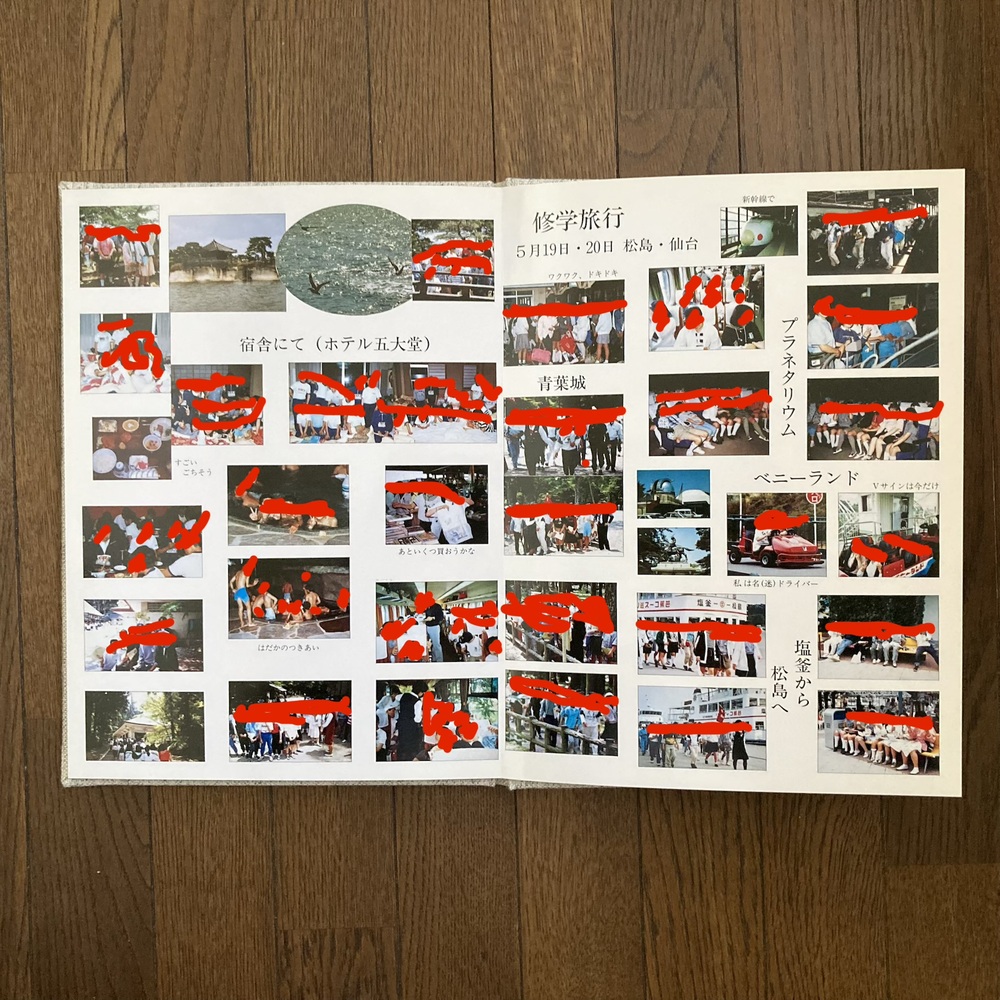 修学旅行
5月19日・20日 松島・仙台
新幹線で
ワクワク、ドキドキ
プラネタリウム
青葉城
ベニーランド
Vサインは今だけ
私は名(迷)ドライバー
塩釜から
松島へ
塩釜
松島
宿舎にて（ホテル五大堂）
すごい
ごちそう
あといくつ買おうかな
はだかのつきあい